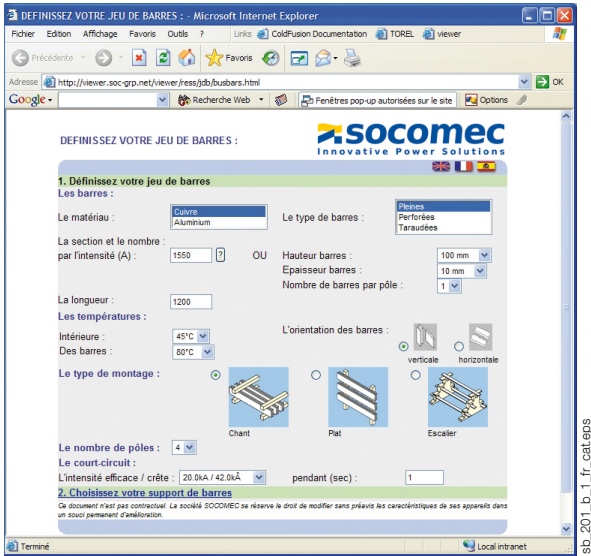 DEFINISSEZ VOTRE JEU DE BARRES : - Microsoft Internet Explorer
Fichier Edition Affichage Favoris Outils ? Links ColdFusion Documentation TOREL viewer
Précédente Favoris
Adresse http://viewer.soc-grp.net/viewer/ress/jdb/busbars.html OK
Google Recherche Web Fenêtres pop-up autorisées sur le site Options
DEFINISSEZ VOTRE JEU DE BARRES :
socomec
Innovative Power Solutions
1. Définissez votre jeu de barres
Les barres :
Le matériau : Cuivre Le type de barres : Pleines
Aluminium Perforées
Taraudées
La section et le nombre :
par l'intensité (A) : 1550 ? OU Hauteur barres : 100 mm
Epaisseur barres : 10 mm
Nombre de barres par pôle : 1
La longueur : 1200
Les températures :
Intérieure : 45°C L'orientation des barres :
Des barres : 80°C verticale horizontale
Le type de montage :
Chant Plat Escalier
Le nombre de pôles : 4
Le court-circuit :
L'intensité efficace / crête : 20.0kA / 42.0kÂ pendant (sec) : 1
2. Choisissez votre support de barres
Ce document n'est pas contractuel. La société SOCOMEC se réserve le droit de modifier sans préavis les caractéristiques de ses appareils dans
un souci permanent d'amélioration.
Terminé Local intranet
sb_201_b_1_fr_cat.eps